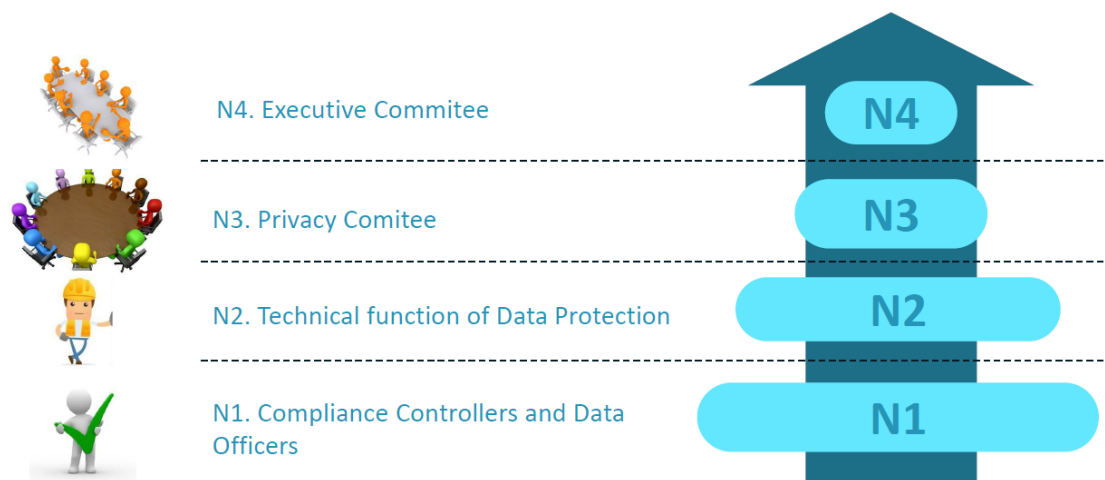 N4. Executive Commitee
N4
N3. Privacy Comitee
N3
N2. Technical function of Data Protection
N2
N1. Compliance Controllers and Data
Officers
N1